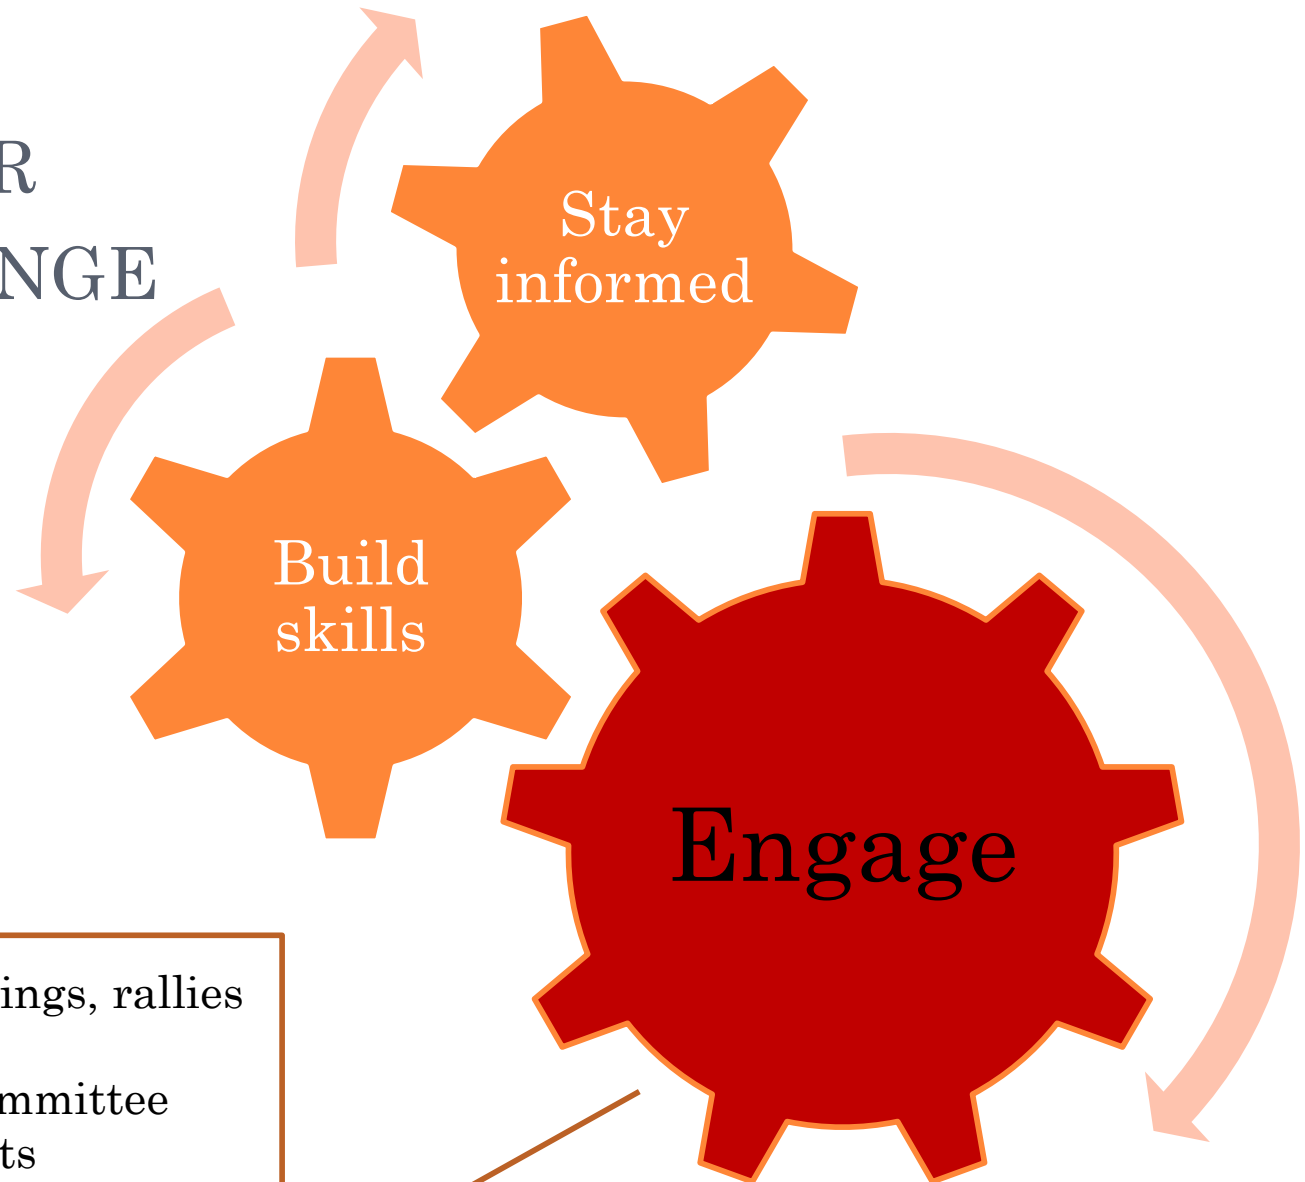 R
NGE
Stay
informed
Build
skills
Engage
ings, rallies
mmittee
ts